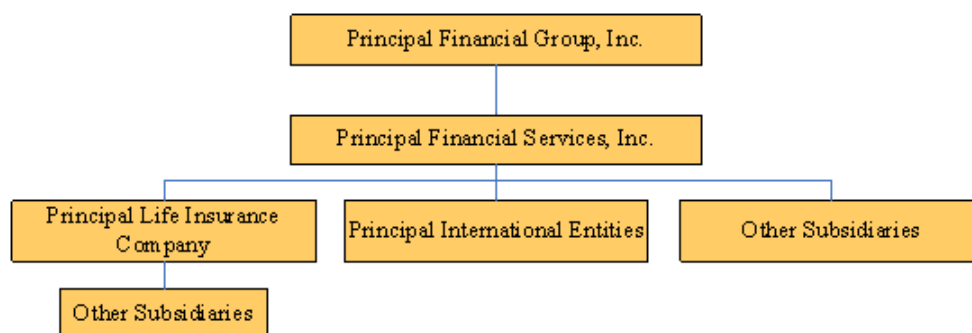 Principal Financial Group, Inc.
Principal Financial Services, Inc.
Principal Life Insurance
Company
Principal International Entities
Other Subsidiaries
Other Subsidiaries